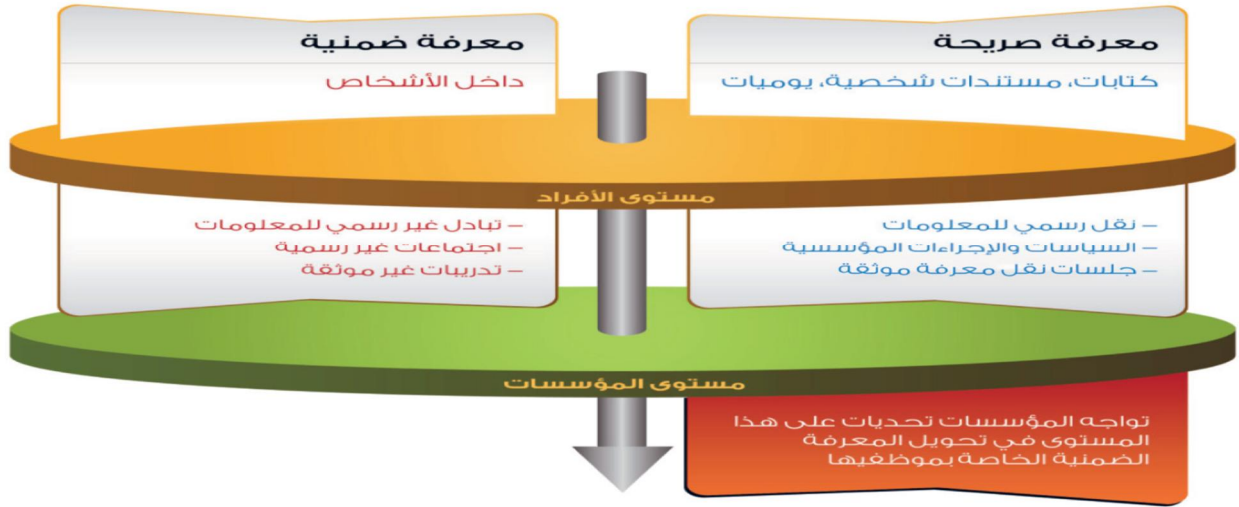 معرفة صريحة
كتابات، مستندات شخصية، يوميات
معرفة ضمنية
داخل الأشخاص
مستوى الأفراد
– نقل رسمي للمعلومات
– السياسات والإجراءات المؤسسية
– جلسات نقل معرفة موثقة
– تبادل غير رسمي للمعلومات
– اجتماعات غير رسمية
– تدريبات غير موثقة
مستوى المؤسسات
تواجه المؤسسات تحديات على هذا
المستوى في تحويل المعرفة
الضمنية الخاصة بموظفيها